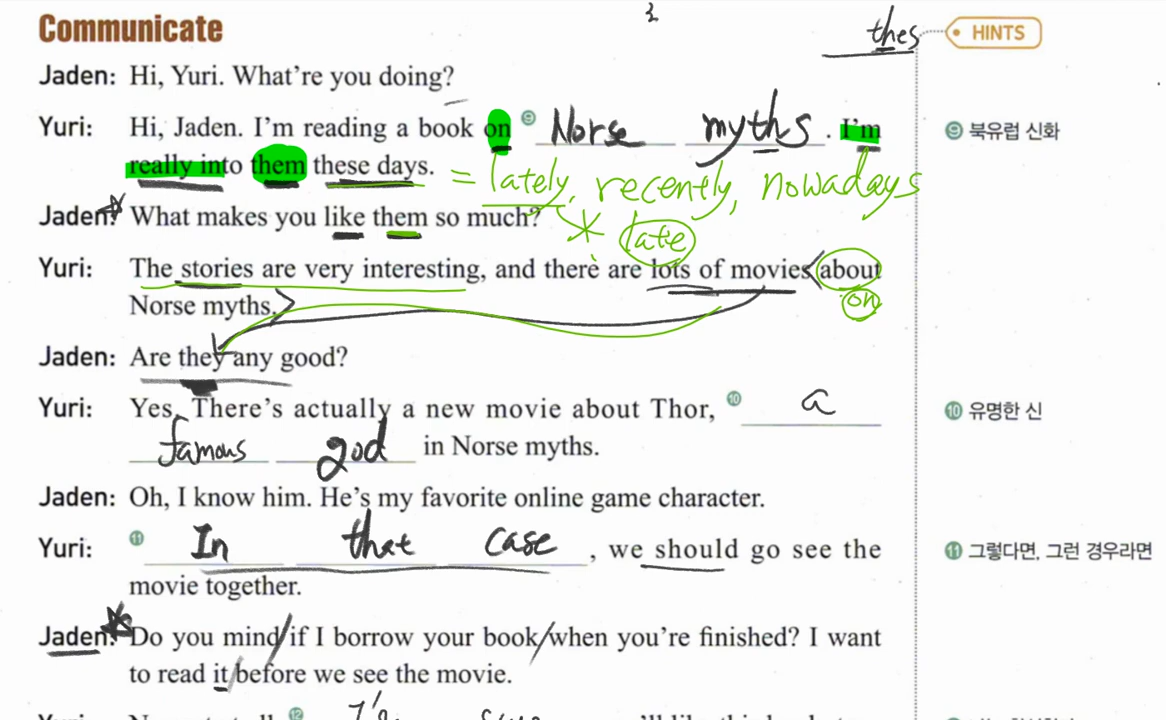 Communicate
thes
HINTS
Jaden: Hi, Yuri. What're you doing?
Yuri: Hi, Jaden. I'm reading a book on ⑨ Norse myths. I'm
⑨ 북유럽 신화
really into them these days. = lately, recently, nowadays
Jaden: What makes you like them so much?
* late
Yuri: The stories are very interesting, and there are lots of movies <about
on
Norse myths.>
Jaden: Are they any good?
Yuri: Yes. There's actually a new movie about Thor, ⑩ a
⑩ 유명한 신
famous god in Norse myths.
Jaden: Oh, I know him. He's my favorite online game character.
Yuri: ⑪ In that case, we should go see the
⑪ 그렇다면, 그런 경우라면
movie together.
Jaden: Do you mind/if I borrow your book/when you're finished? I want
to read it/before we see the movie.
Yuri: